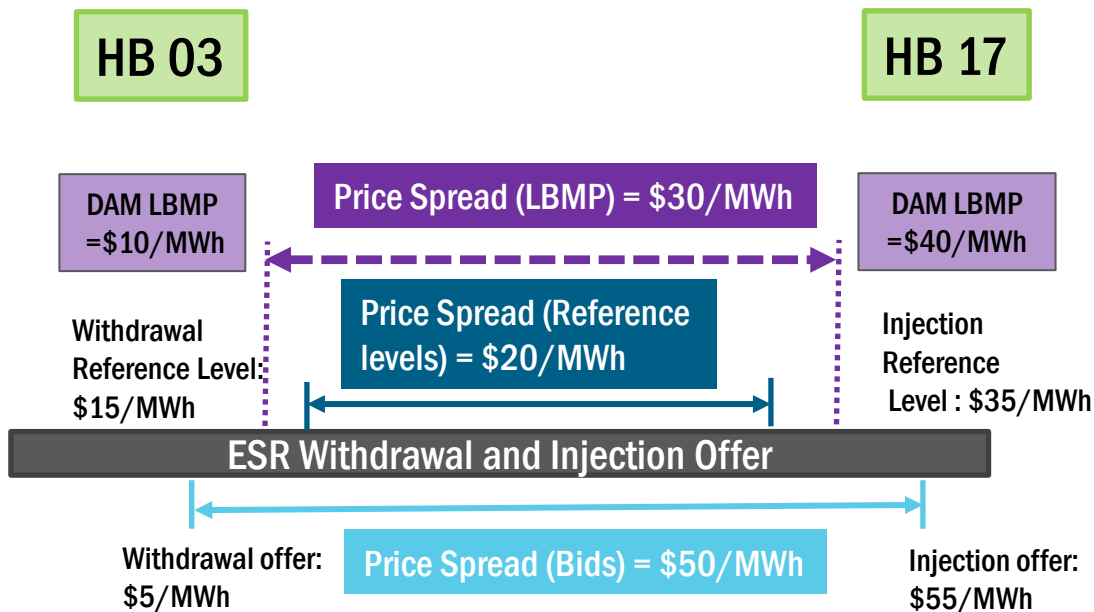 HB 03
HB 17
DAM LBMP
=$10/MWh
Price Spread (LBMP) = $30/MWh
DAM LBMP
=$40/MWh
Withdrawal
Reference Level:
$15/MWh
Price Spread (Reference
levels) = $20/MWh
Injection
Reference
Level : $35/MWh
ESR Withdrawal and Injection Offer
Withdrawal offer:
$5/MWh
Price Spread (Bids) = $50/MWh
Injection offer:
$55/MWh